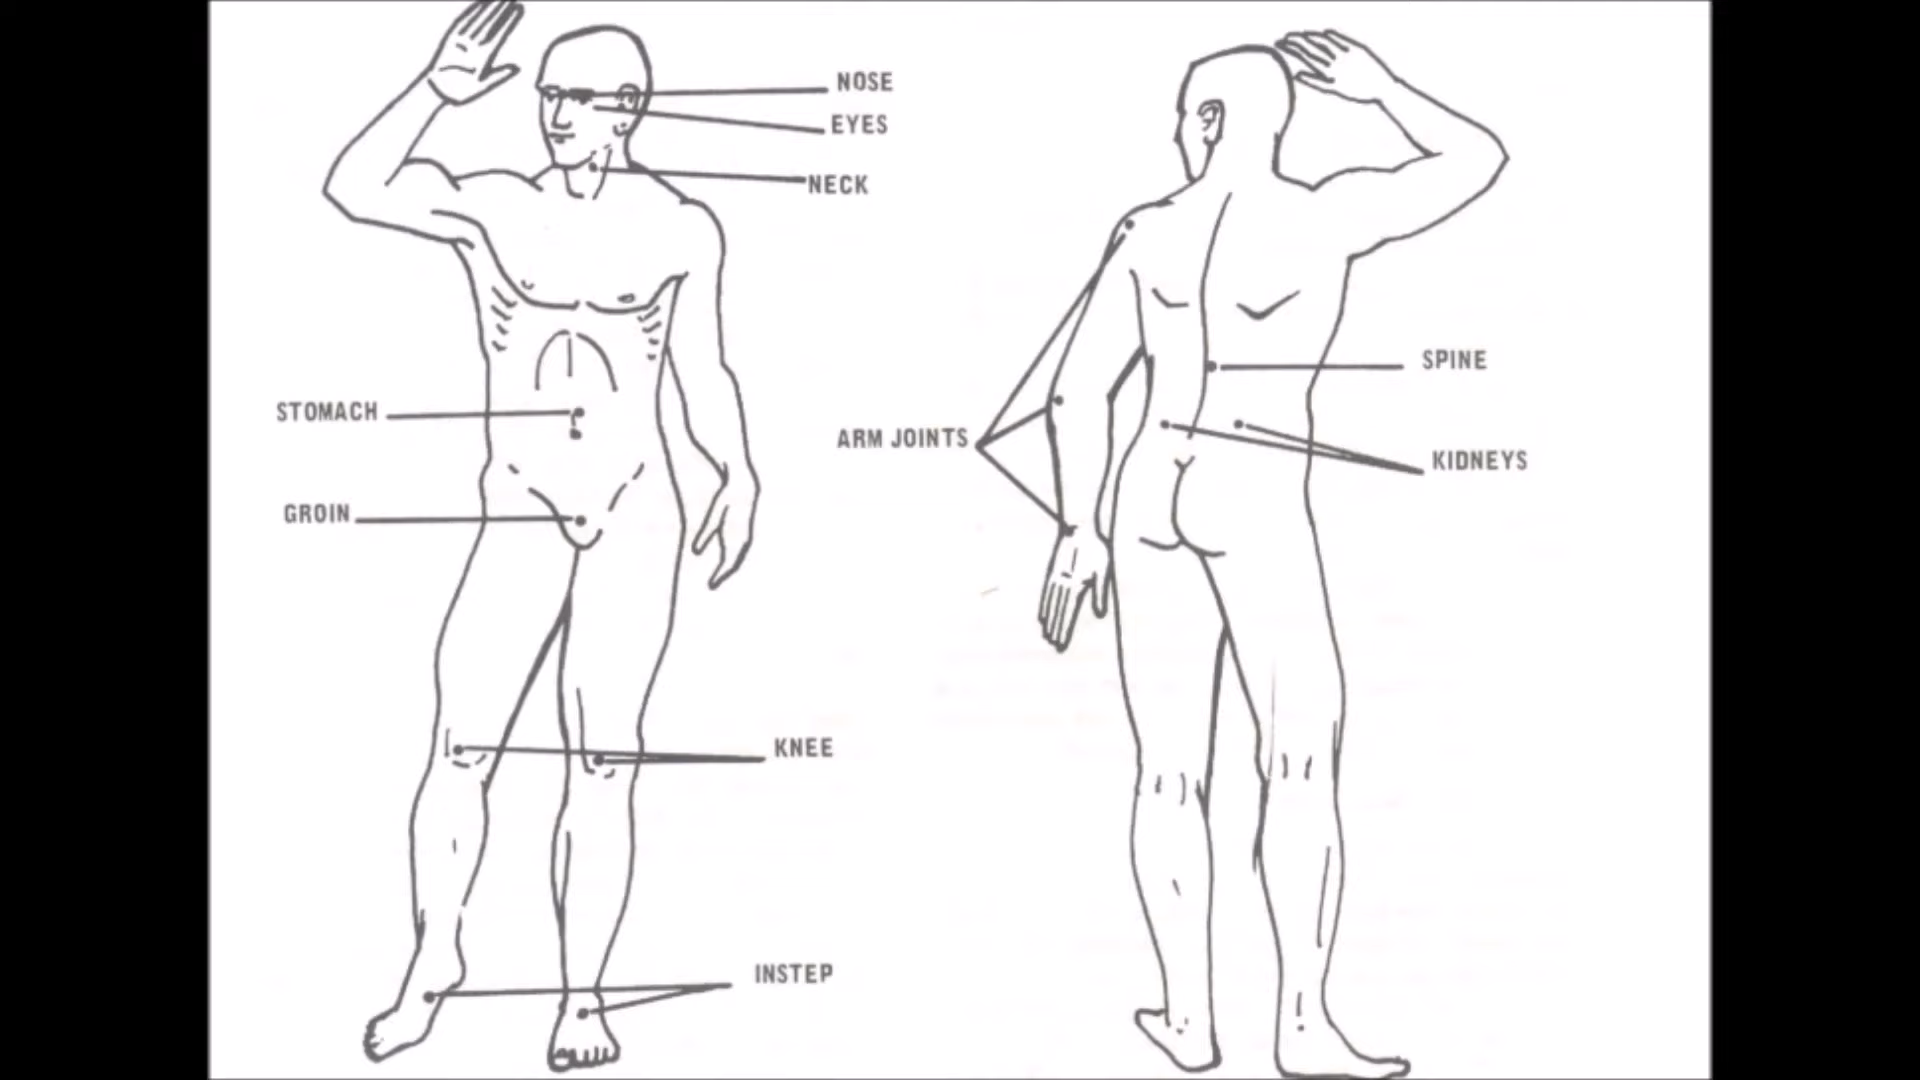 NOSE
EYES
NECK
STOMACH
GROIN
KNEE
INSTEP
ARM JOINTS
SPINE
KIDNEYS